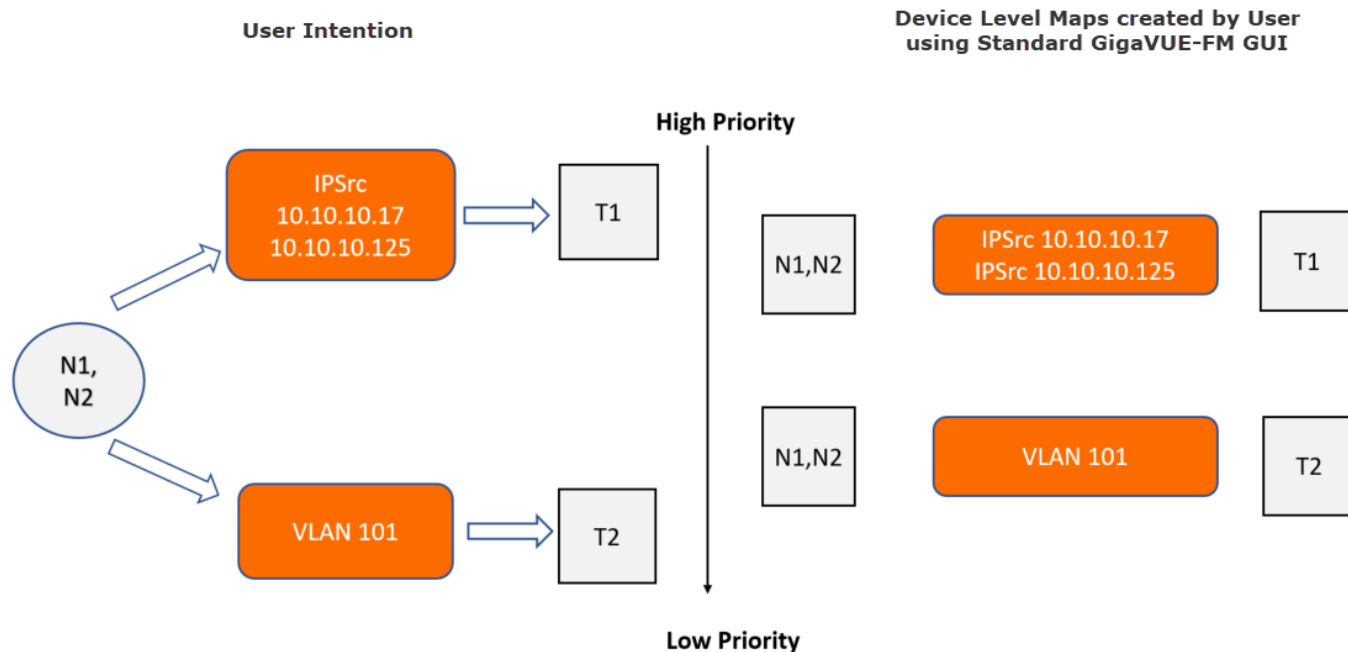 User Intention
Device Level Maps created by User
using Standard GigaVUE-FM GUI
High Priority
IPSrc
10.10.10.17
10.10.10.125
T1
N1,N2
IPSrc 10.10.10.17
IPSrc 10.10.10.125
T1
N1,
N2
VLAN 101
T2
N1,N2
VLAN 101
T2
Low Priority